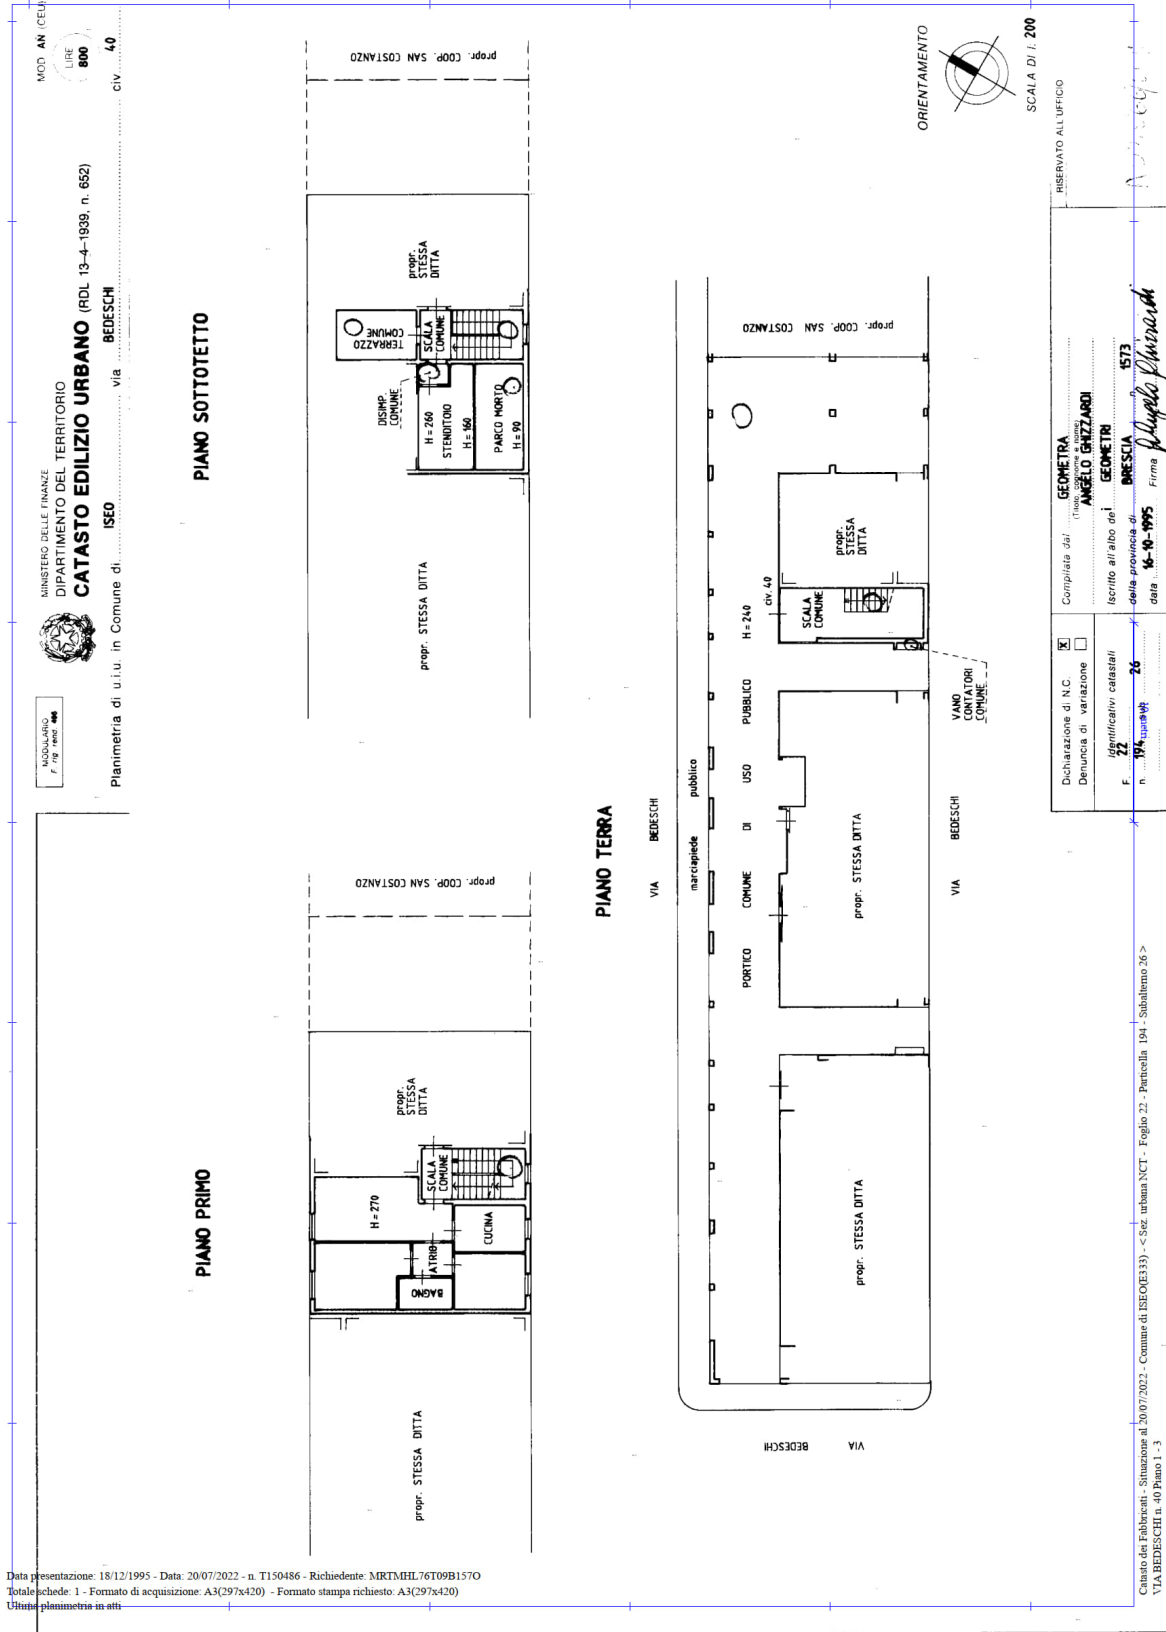 MODULARIO
F. rig. rend. 466
MOD. AN (CEU)
LIRE
800
MINISTERO DELLE FINANZE
DIPARTIMENTO DEL TERRITORIO
CATASTO EDILIZIO URBANO (RDL 13-4-1939, n. 652)
Planimetria di u.i.u. in Comune di ISEO via BEDESCHI civ. 40
PIANO PRIMO
propr. STESSA DITTA
propr.
STESSA
DITTA
propr. COOP. SAN COSTANZO
H = 270
SCALA
COMUNE
CUCINA
ATRIO
BAGNO
PIANO SOTTOTETTO
propr. STESSA DITTA
propr.
STESSA
DITTA
propr. COOP. SAN COSTANZO
TERRAZZO
COMUNE
SCALA
COMUNE
DISIMP.
COMUNE
H = 260
STENDITOIO
H = 160
PARCO MORTO
H = 90
PIANO TERRA
VIA BEDESCHI
marciapiede pubblico
PORTICO COMUNE DI USO PUBBLICO H = 240
civ. 40
SCALA
COMUNE
propr.
STESSA
DITTA
propr. COOP. SAN COSTANZO
propr. STESSA DITTA
propr. STESSA DITTA
VANO
CONTATORI
COMUNE
VIA BEDESCHI
VIA BEDESCHI
ORIENTAMENTO
SCALA DI 1: 200
Dichiarazione di N.C. X
Denuncia di variazione
Identificativi catastali
F. 22
n. 194 sub. 26
Compilata dal GEOMETRA
(Titolo, cognome e nome)
ANGELO GHIZZARDI
Iscritto all'albo dei GEOMETRI
della provincia di BRESCIA n. 1573
data 16-10-1995 Firma Angelo Ghizzardi
RISERVATO ALL'UFFICIO
Data presentazione: 18/12/1995 - Data: 20/07/2022 - n. T150486 - Richiedente: MRTMHL76T09B157O
Totale schede: 1 - Formato di acquisizione: A3(297x420) - Formato stampa richiesto: A3(297x420)
Ultima planimetria in atti
Catasto dei Fabbricati - Situazione al 20/07/2022 - Comune di ISEO(E333) - < Sez. urbana NCT - Foglio 22 - Particella 194 - Subalterno 26 >
VIA BEDESCHI n. 40 Piano 1 - 3